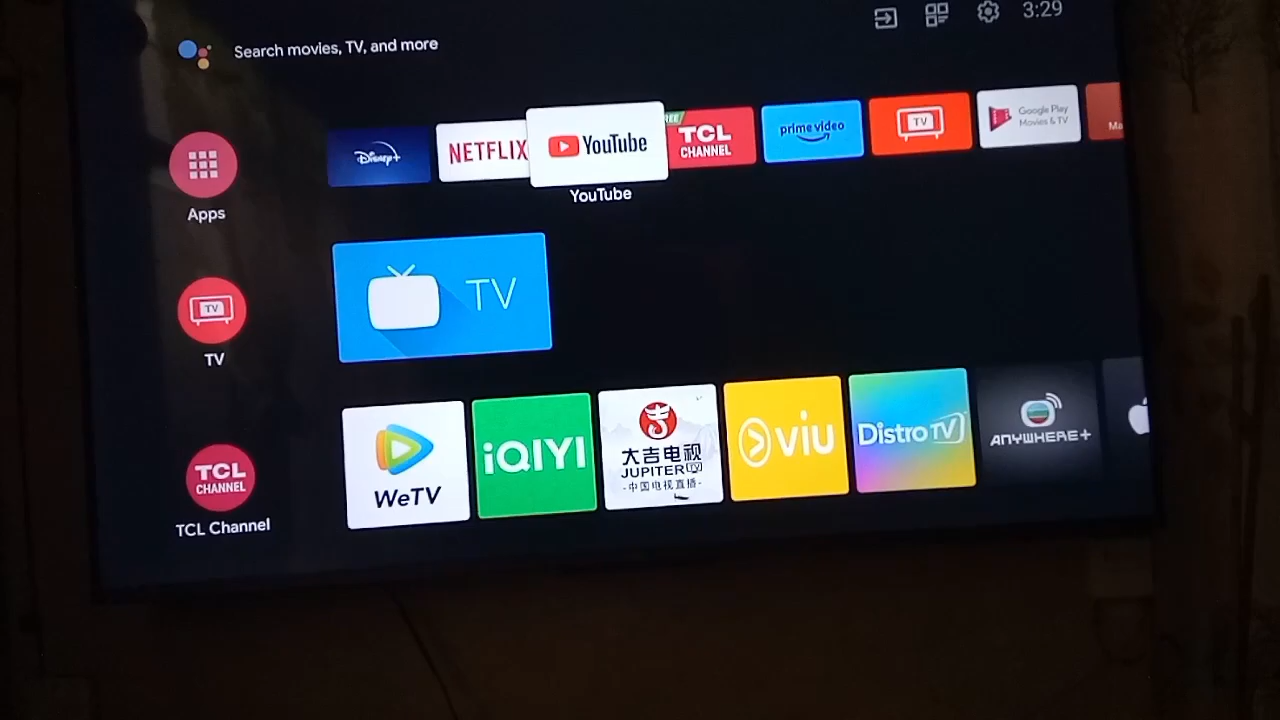 3:29
Search movies, TV, and more
Disney+
NETFLIX
YouTube
FREE
TCL
CHANNEL
prime video
TV
Google Play
Movies & TV
Ma
YouTube
Apps
TV
TV
TV
WeTV
iQIYI
大吉电视
JUPITER TV
-中国电视直播-
viu
DistroTV
ANYWHERE+
TCL
CHANNEL
TCL Channel